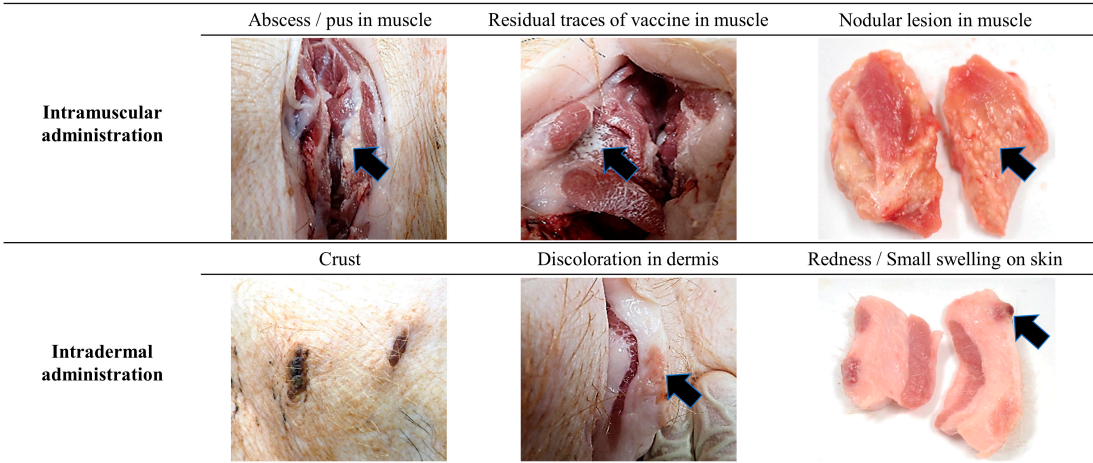 Abscess / pus in muscle
Residual traces of vaccine in muscle
Nodular lesion in muscle
Intramuscular
administration
Crust
Discoloration in dermis
Redness / Small swelling on skin
Intradermal
administration